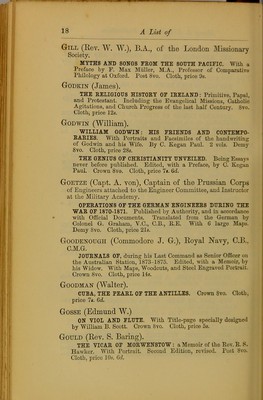 18 A List of
GILL (Rev. W. W.), B.A., of the London Missionary
Society.
MYTHS AND SONGS FROM THE SOUTH PACIFIC. With a
Preface by F. Max Müller, M.A., Professor of Comparative
Philology at Oxford. Post 8vo. Cloth, price 9s.
GODKIN (James).
THE RELIGIOUS HISTORY OF IRELAND: Primitive, Papal,
and Protestant. Including the Evangelical Missions, Catholic
Agitations, and Church Progress of the last half Century. 8vo.
Cloth, price 12s.
GODWIN (William).
WILLIAM GODWIN: HIS FRIENDS AND CONTEMPO-
RARIES. With Portraits and Facsimiles of the handwriting
of Godwin and his Wife. By C. Kegan Paul. 2 vols. Demy
8vo. Cloth, price 28s.
THE GENIUS OF CHRISTIANITY UNVEILED. Being Essays
never before published. Edited, with a Preface, by C. Kegan
Paul. Crown 8vo. Cloth, price 7s. 6d.
GOETZE (Capt. A. von), Captain of the Prussian Corps
of Engineers attached to the Engineer Committee, and Instructor
at the Military Academy.
OPERATIONS OF THE GERMAN ENGINEERS DURING THE
WAR OF 1870-1871. Published by Authority, and in accordance
with Official Documents. Translated from the German by
Colonel G. Graham, V.C., C.B., R.E. With 6 large Maps.
Demy 8vo. Cloth, price 21s.
GOODENOUGH (Commodore J. G.), Royal Navy, C.B.,
C.M.G.
JOURNALS OF, during his Last Command as Senior Officer on
the Australian Station, 1873-1875. Edited, with a Memoir, by
his Widow. With Maps, Woodcuts, and Steel Engraved Portrait.
Crown 8vo. Cloth, price 14s.
GOODMAN (Walter).
CUBA, THE PEARL OF THE ANTILLES. Crown 8vo. Cloth,
price 7s. 6d.
GOSSE (Edmund W.)
ON VIOL AND FLUTE. With Title-page specially designed
by William B. Scott. Crown 8vo. Cloth, price 5s.
GOULD (Rev. S. Baring).
THE VICAR OF MORWENSTOW: a Memoir of the Rev. R. S.
Hawker. With Portrait. Second Edition, revised. Post 8vo.
Cloth, price 10s. 6d.